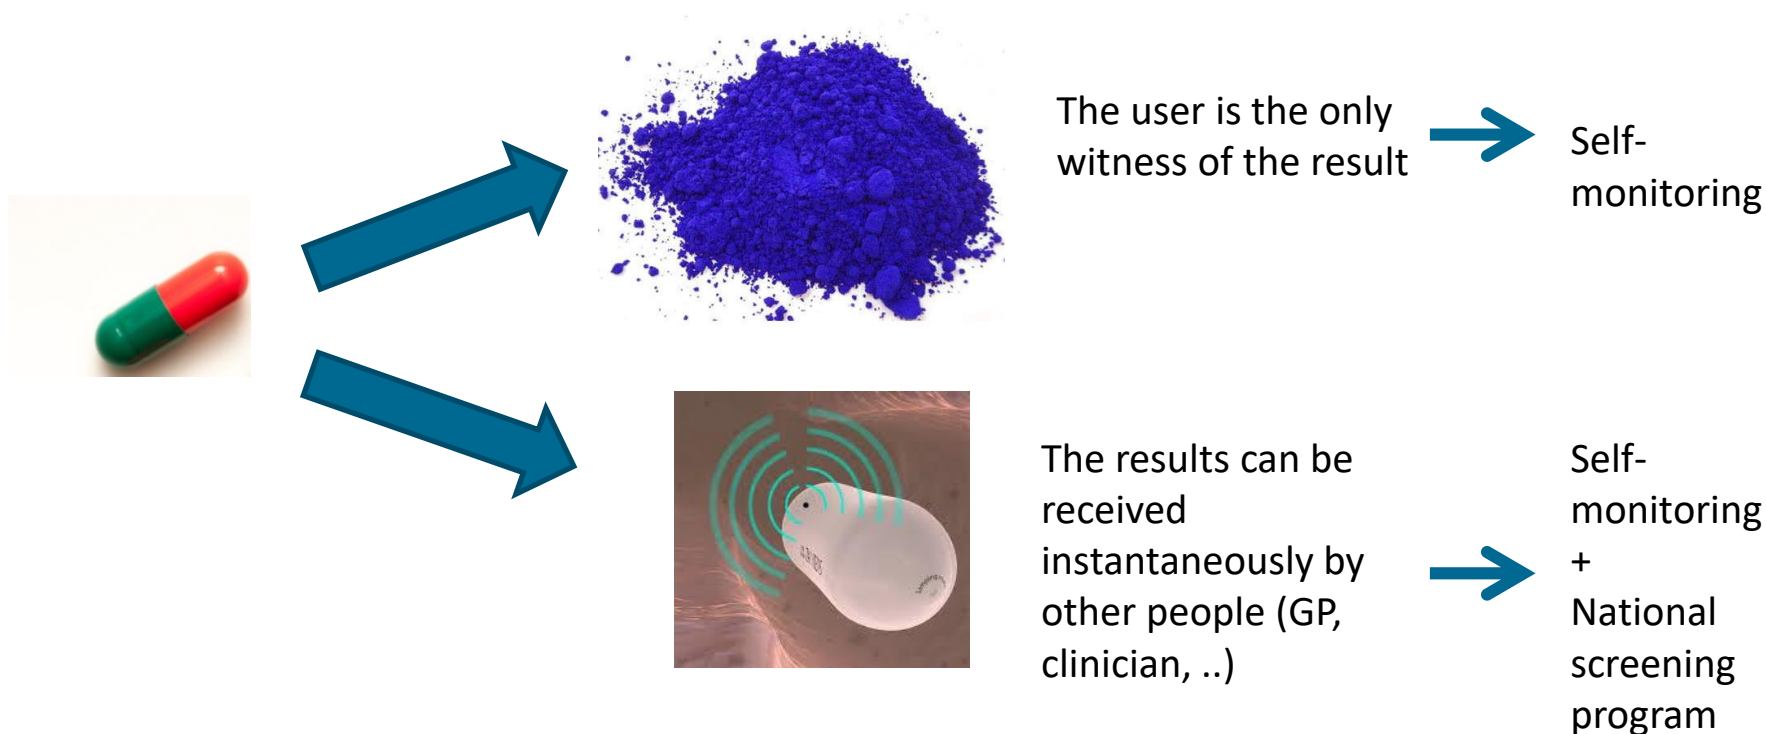 The user is the only
witness of the result
Self-
monitoring
The results can be
received
instantaneously by
other people (GP,
clinician, ..)
Self-
monitoring
+
National
screening
program